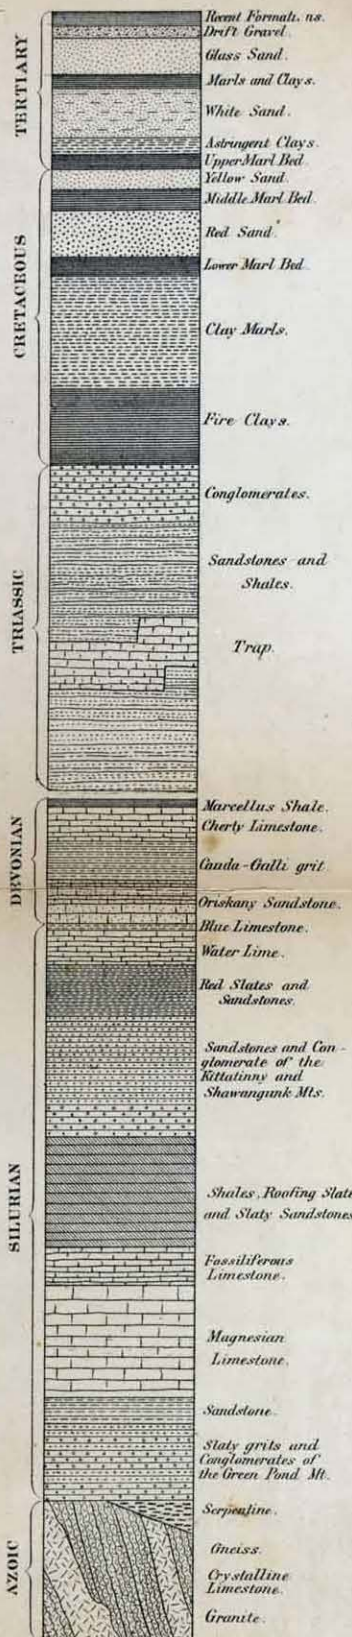 TERTIARY
Recent Formati ns.
Drift Gravel.
Glass Sand.
Marls and Clays.
White Sand.
Astringent Clays.
Upper Marl Bed.
CRETACEOUS
Yellow Sand.
Middle Marl Bed.
Red Sand.
Lower Marl Bed.
Clay Marls.
Fire Clays.
TRIASSIC
Conglomerates.
Sandstones and
Shales.
Trap.
DEVONIAN
Marcellus Shale.
Cherty Limestone.
Cauda-Galli grit
Oriskany Sandstone.
SILURIAN
Blue Limestone.
Water Lime.
Red Slates and
Sandstones.
Sandstones and Con-
glomerate of the
Kittatinny and
Shawangunk Mts.
Shales, Roofing Slat
and Slaty Sandstones
Fossiliferous
Limestone.
Magnesian
Limestone.
Sandstone.
Slaty grits and
Conglomerates of
the Green Pond Mt.
AZOIC
Serpentine.
Gneiss.
Crystalline
Limestone.
Granite.